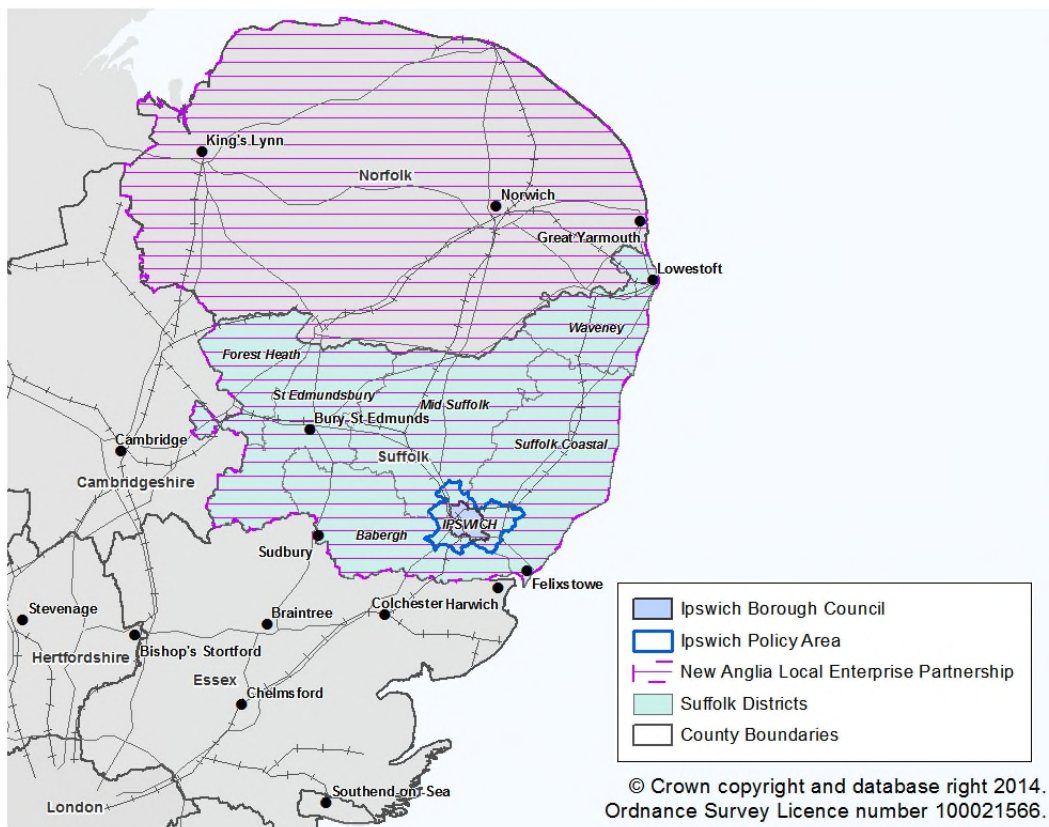 King's Lynn
Norfolk
Norwich
Great Yarmouth
Lowestoft
Waveney
Forest Heath
St Edmundsbury
Mid Suffolk
Bury St Edmunds
Cambridge
Suffolk Coastal
Suffolk
Cambridgeshire
IPSWICH
Babergh
Sudbury
Felixstowe
Stevenage
Braintree
Colchester
Harwich
Hertfordshire
Bishop's Stortford
Essex
Chelmsford
London
Southend-on-Sea
Ipswich Borough Council
Ipswich Policy Area
New Anglia Local Enterprise Partnership
Suffolk Districts
County Boundaries
© Crown copyright and database right 2014.
Ordnance Survey Licence number 100021566.